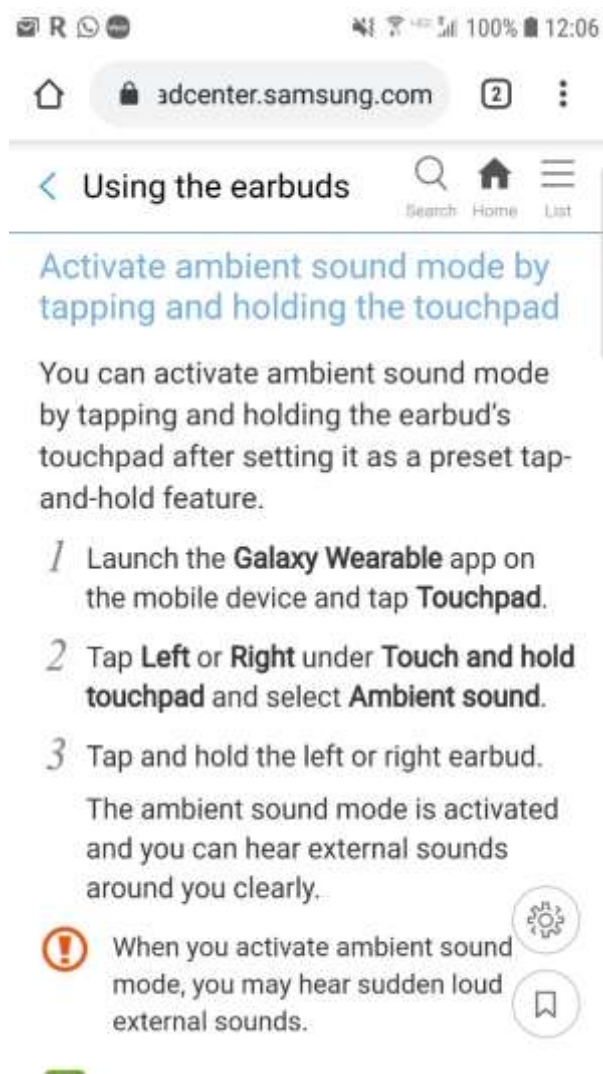 R 100% 12:06
adcenter.samsung.com 2
Using the earbuds
Search Home List
Activate ambient sound mode by
tapping and holding the touchpad
You can activate ambient sound mode
by tapping and holding the earbud's
touchpad after setting it as a preset tap-
and-hold feature.
1 Launch the Galaxy Wearable app on
the mobile device and tap Touchpad.
2 Tap Left or Right under Touch and hold
touchpad and select Ambient sound.
3 Tap and hold the left or right earbud.
The ambient sound mode is activated
and you can hear external sounds
around you clearly.
When you activate ambient sound
mode, you may hear sudden loud
external sounds.